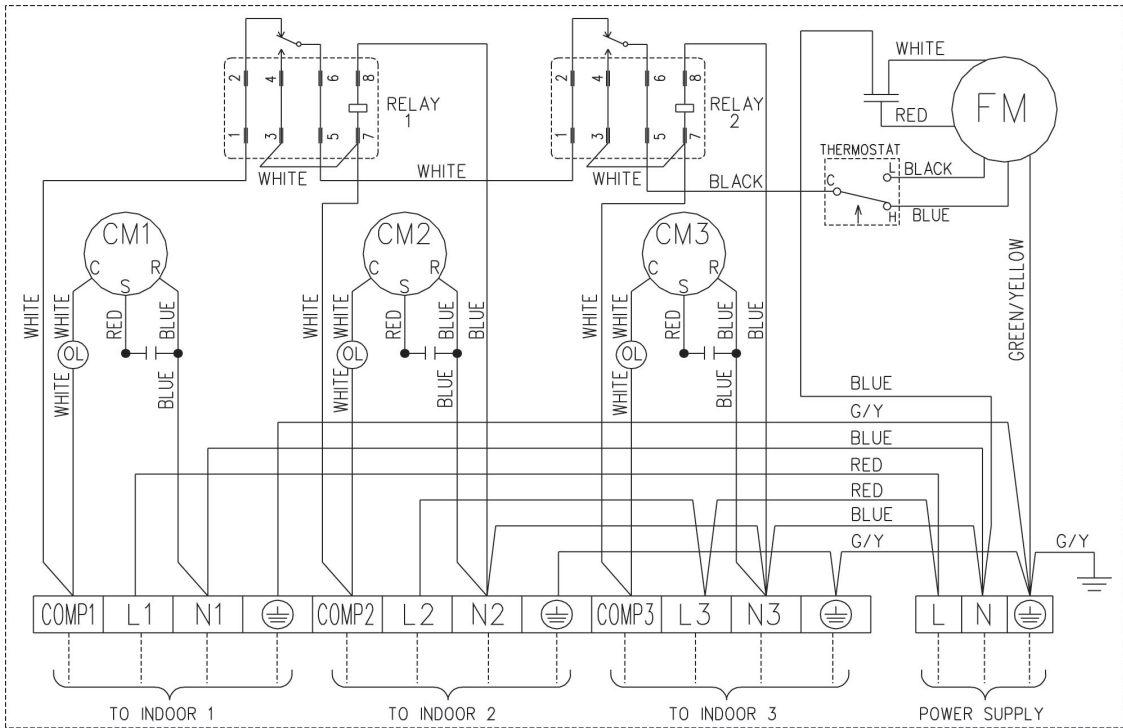 2 4 6 8
1 3 5 7
RELAY
1
WHITE
WHITE
2 4 6 8
1 3 5 7
RELAY
2
WHITE
BLACK
WHITE
RED
FM
THERMOSTAT
C
L
H
BLACK
BLUE
GREEN/YELLOW
CM1
C
S
R
WHITE
WHITE
OL
WHITE
RED
BLUE
BLUE
CM2
C
S
R
WHITE
WHITE
OL
WHITE
RED
BLUE
BLUE
BLUE
CM3
C
S
R
WHITE
WHITE
OL
WHITE
RED
BLUE
BLUE
BLUE
BLUE
G/Y
BLUE
RED
RED
BLUE
G/Y
G/Y
COMP1 L1 N1 COMP2 L2 N2 COMP3 L3 N3 L N
TO INDOOR 1
TO INDOOR 2
TO INDOOR 3
POWER SUPPLY